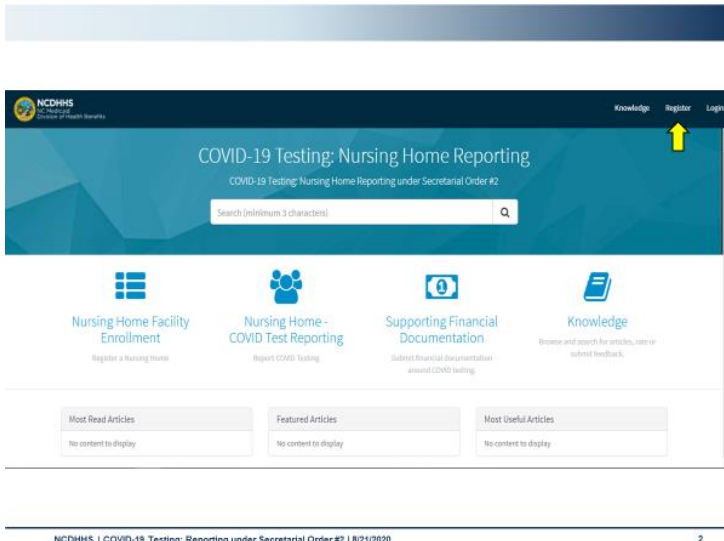 NCDHHS
NC Medicaid
Division of Health Benefits
Knowledge Register Login
COVID-19 Testing: Nursing Home Reporting
COVID-19 Testing: Nursing Home Reporting under Secretarial Order #2
Search (minimum 3 characters)
Nursing Home Facility
Enrollment
Register a Nursing Home
Nursing Home -
COVID Test Reporting
Report COVID Testing
Supporting Financial
Documentation
Submit financial documentation
around COVID testing.
Knowledge
Browse and search for articles, rate or
submit feedback.
Most Read Articles
No content to display
Featured Articles
No content to display
Most Useful Articles
No content to display
NCDHHS | COVID-19 Testing: Reporting under Secretarial Order #2 | 8/21/2020
2